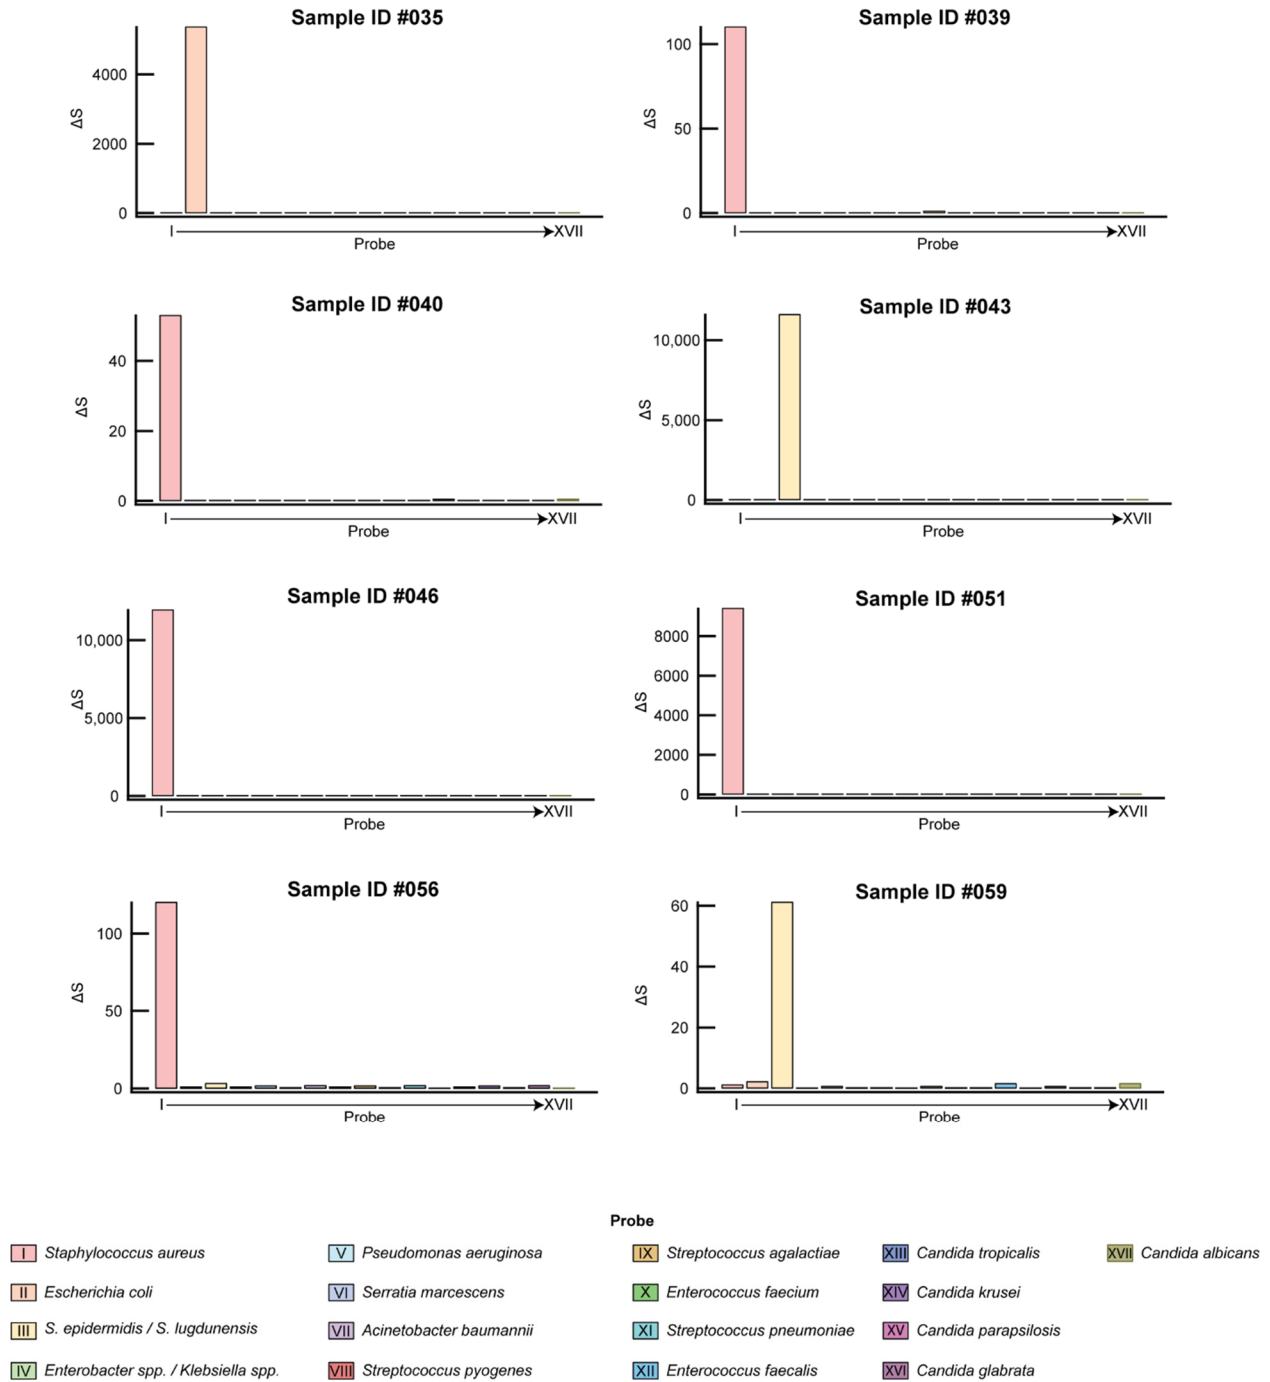 Sample ID #035
4000
2000
0
ΔS
I
XVII
Probe
Sample ID #039
100
50
0
ΔS
I
XVII
Probe
Sample ID #040
40
20
0
ΔS
I
XVII
Probe
Sample ID #043
10,000
5,000
0
ΔS
I
XVII
Probe
Sample ID #046
10,000
5,000
0
ΔS
I
XVII
Probe
Sample ID #051
8000
6000
4000
2000
0
ΔS
I
XVII
Probe
Sample ID #056
100
50
0
ΔS
I
XVII
Probe
Sample ID #059
60
40
20
0
ΔS
I
XVII
Probe
Probe
I Staphylococcus aureus
II Escherichia coli
III S. epidermidis / S. lugdunensis
IV Enterobacter spp. / Klebsiella spp.
V Pseudomonas aeruginosa
VI Serratia marcescens
VII Acinetobacter baumannii
VIII Streptococcus pyogenes
IX Streptococcus agalactiae
X Enterococcus faecium
XI Streptococcus pneumoniae
XII Enterococcus faecalis
XIII Candida tropicalis
XIV Candida krusei
XV Candida parapsilosis
XVI Candida glabrata
XVII Candida albicans